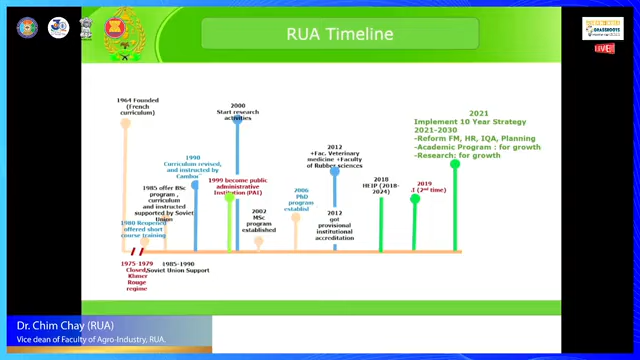 RUA Timeline
GRASSROOTS
LIVE
1964 Founded
(French
curriculum)
1975-1979
Closed,
Khmer
Rouge
regime
1980 Reopened
offered short
course training
1985 offer BSc
program, curriculum
and instructed
supported by Soviet
Union
1985-1990
Soviet Union Support
1990
Curriculum revised,
and instructed by
1999 become public
administrative
Institution (PAI)
2000
Start research
activities
2002
MSc
program
established
2006
PhD
program
establisl
2012
+Fac. Veterinary
medicine +Faculty
of Rubber sciences
2012
got
provisional
institutional
accreditation
2018
(2018-
2024)
2019
(2nd time)
2021
Implement 10 Year Strategy
2021-2030
-Reform FM, HR, IQA, Planning
-Academic Program : for growth
-Research: for growth
Dr. Chim Chay (RUA)
Vice dean of Faculty of Agro-Industry, RUA.